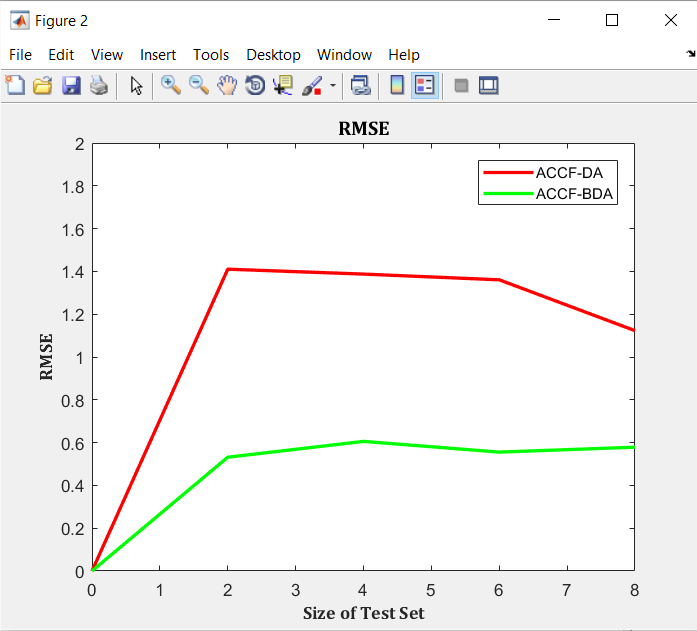 Figure 2
File Edit View Insert Tools Desktop Window Help
RMSE
2
1.8
1.6
1.4
1.2
1
0.8
0.6
0.4
0.2
0
RMSE
ACCF-DA
ACCF-BDA
0 1 2 3 4 5 6 7 8
Size of Test Set